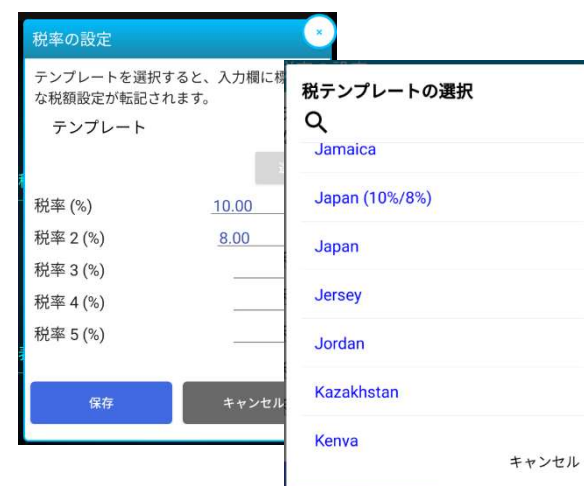 税率の設定
×
テンプレートを選択すると、入力欄に
な税額設定が転記されます。
テンプレート
税率 (%) 10.00
税率 2 (%) 8.00
税率 3 (%)
税率 4 (%)
税率 5 (%)
保存
キャンセル
税テンプレートの選択
Jamaica
Japan (10%/8%)
Japan
Jersey
Jordan
Kazakhstan
Kenya
キャンセル